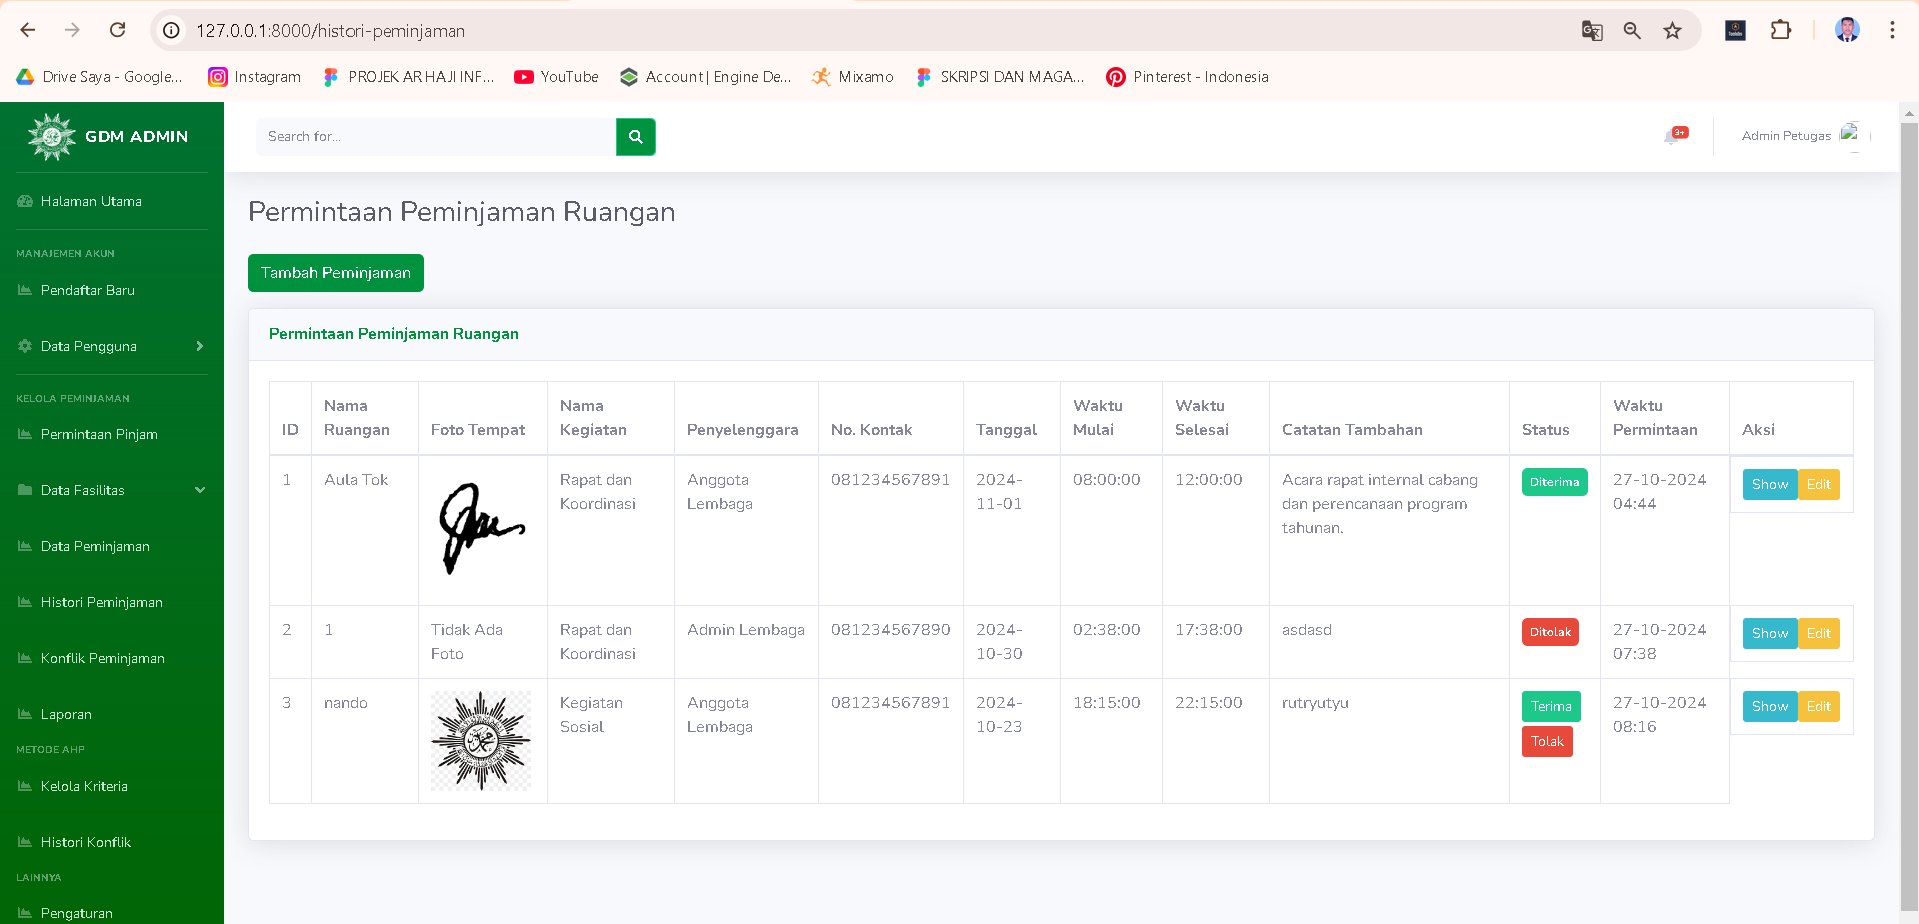 127.0.0.1:8000/histori-peminjaman
Drive Saya - Google...
Instagram
PROJEK AR HAJI INF...
YouTube
Account | Engine De...
Mixamo
SKRIPSI DAN MAGA...
Pinterest - Indonesia
GDM ADMIN
Search for...
3+
Admin Petugas
Halaman Utama
MANAJEMEN AKUN
Pendaftar Baru
Data Pengguna
KELOLA PEMINJAMAN
Permintaan Pinjam
Data Fasilitas
Data Peminjaman
Histori Peminjaman
Konflik Peminjaman
Laporan
METODE AHP
Kelola Kriteria
Histori Konflik
LAINNYA
Pengaturan
Permintaan Peminjaman Ruangan
Tambah Peminjaman
Permintaan Peminjaman Ruangan
ID Nama Ruangan Foto Tempat Nama Kegiatan Penyelenggara No. Kontak Tanggal Waktu Mulai Waktu Selesai Catatan Tambahan Status Waktu Permintaan Aksi
1 Aula Tok Rapat dan Koordinasi Anggota Lembaga 081234567891 2024-11-01 08:00:00 12:00:00 Acara rapat internal cabang dan perencanaan program tahunan. Diterima 27-10-2024 04:44 Show Edit
2 1 Tidak Ada Foto Rapat dan Koordinasi Admin Lembaga 081234567890 2024-10-30 02:38:00 17:38:00 asdasd Ditolak 27-10-2024 07:38 Show Edit
3 nando Kegiatan Sosial Anggota Lembaga 081234567891 2024-10-23 18:15:00 22:15:00 rutryutyu Terima Tolak 27-10-2024 08:16 Show Edit